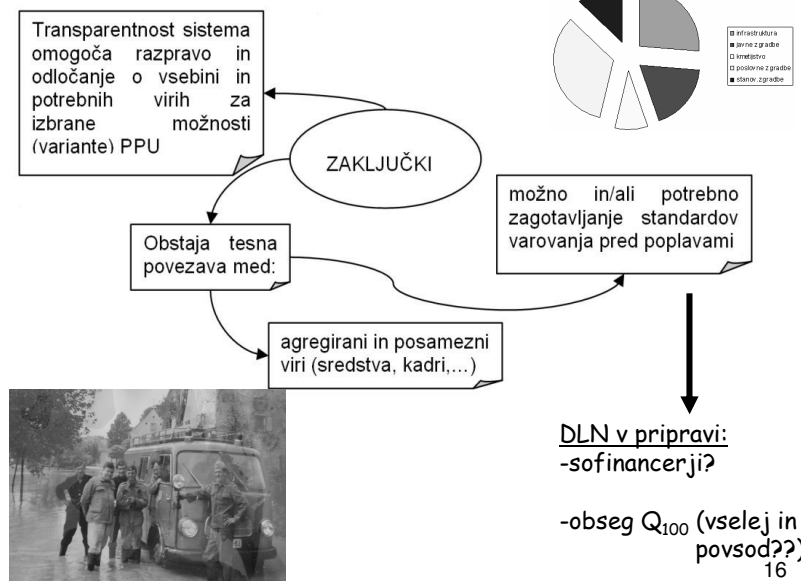 Transparentnost sistema
omogoča razpravo in
odločanje o vsebini in
potrebnih virih za
izbrane možnosti
(variante) PPU
infrastruktura
javne zgradbe
kmetijstvo
poslovne zgradbe
stanov. zgradbe
ZAKLJUČKI
možno in/ali potrebno
zagotavljanje standardov
varovanja pred poplavami
Obstaja tesna
povezava med:
agregirani in posamezni
viri (sredstva, kadri,...)
DLN v pripravi:
-sofinancerji?
-obseg Q₁₀₀ (vselej in
povsod??)
16